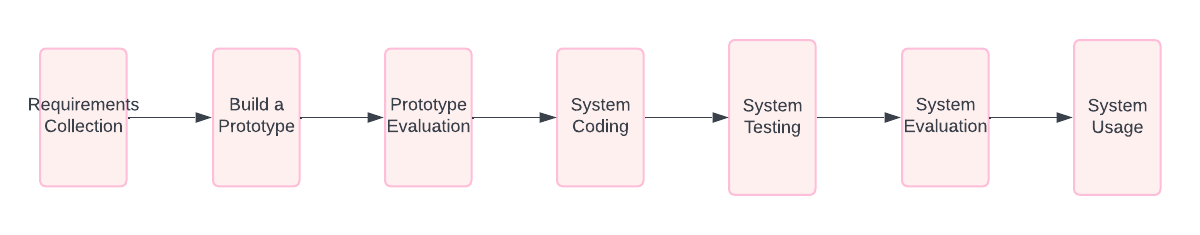 Requirements
Collection
Build a
Prototype
Prototype
Evaluation
System
Coding
System
Testing
System
Evaluation
System
Usage